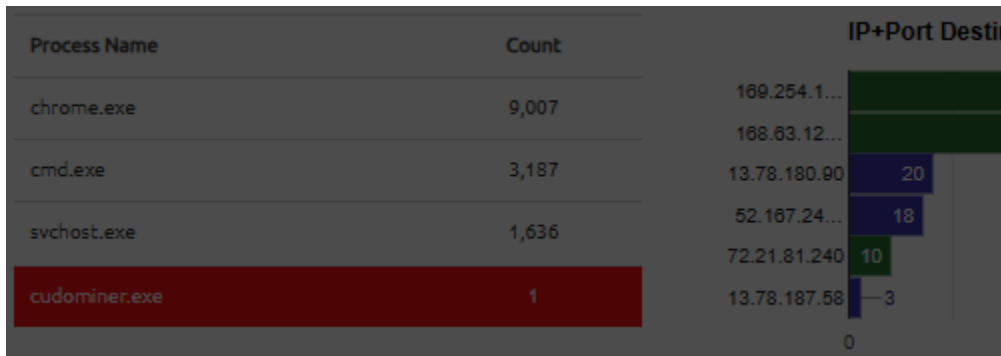 Process Name Count
chrome.exe 9,007
cmd.exe 3,187
svchost.exe 1,636
cudominer.exe 1
IP+Port Desti
169.254.1...
168.63.12...
13.78.180.90 20
52.167.24... 18
72.21.81.240 10
13.78.187.58 3
0